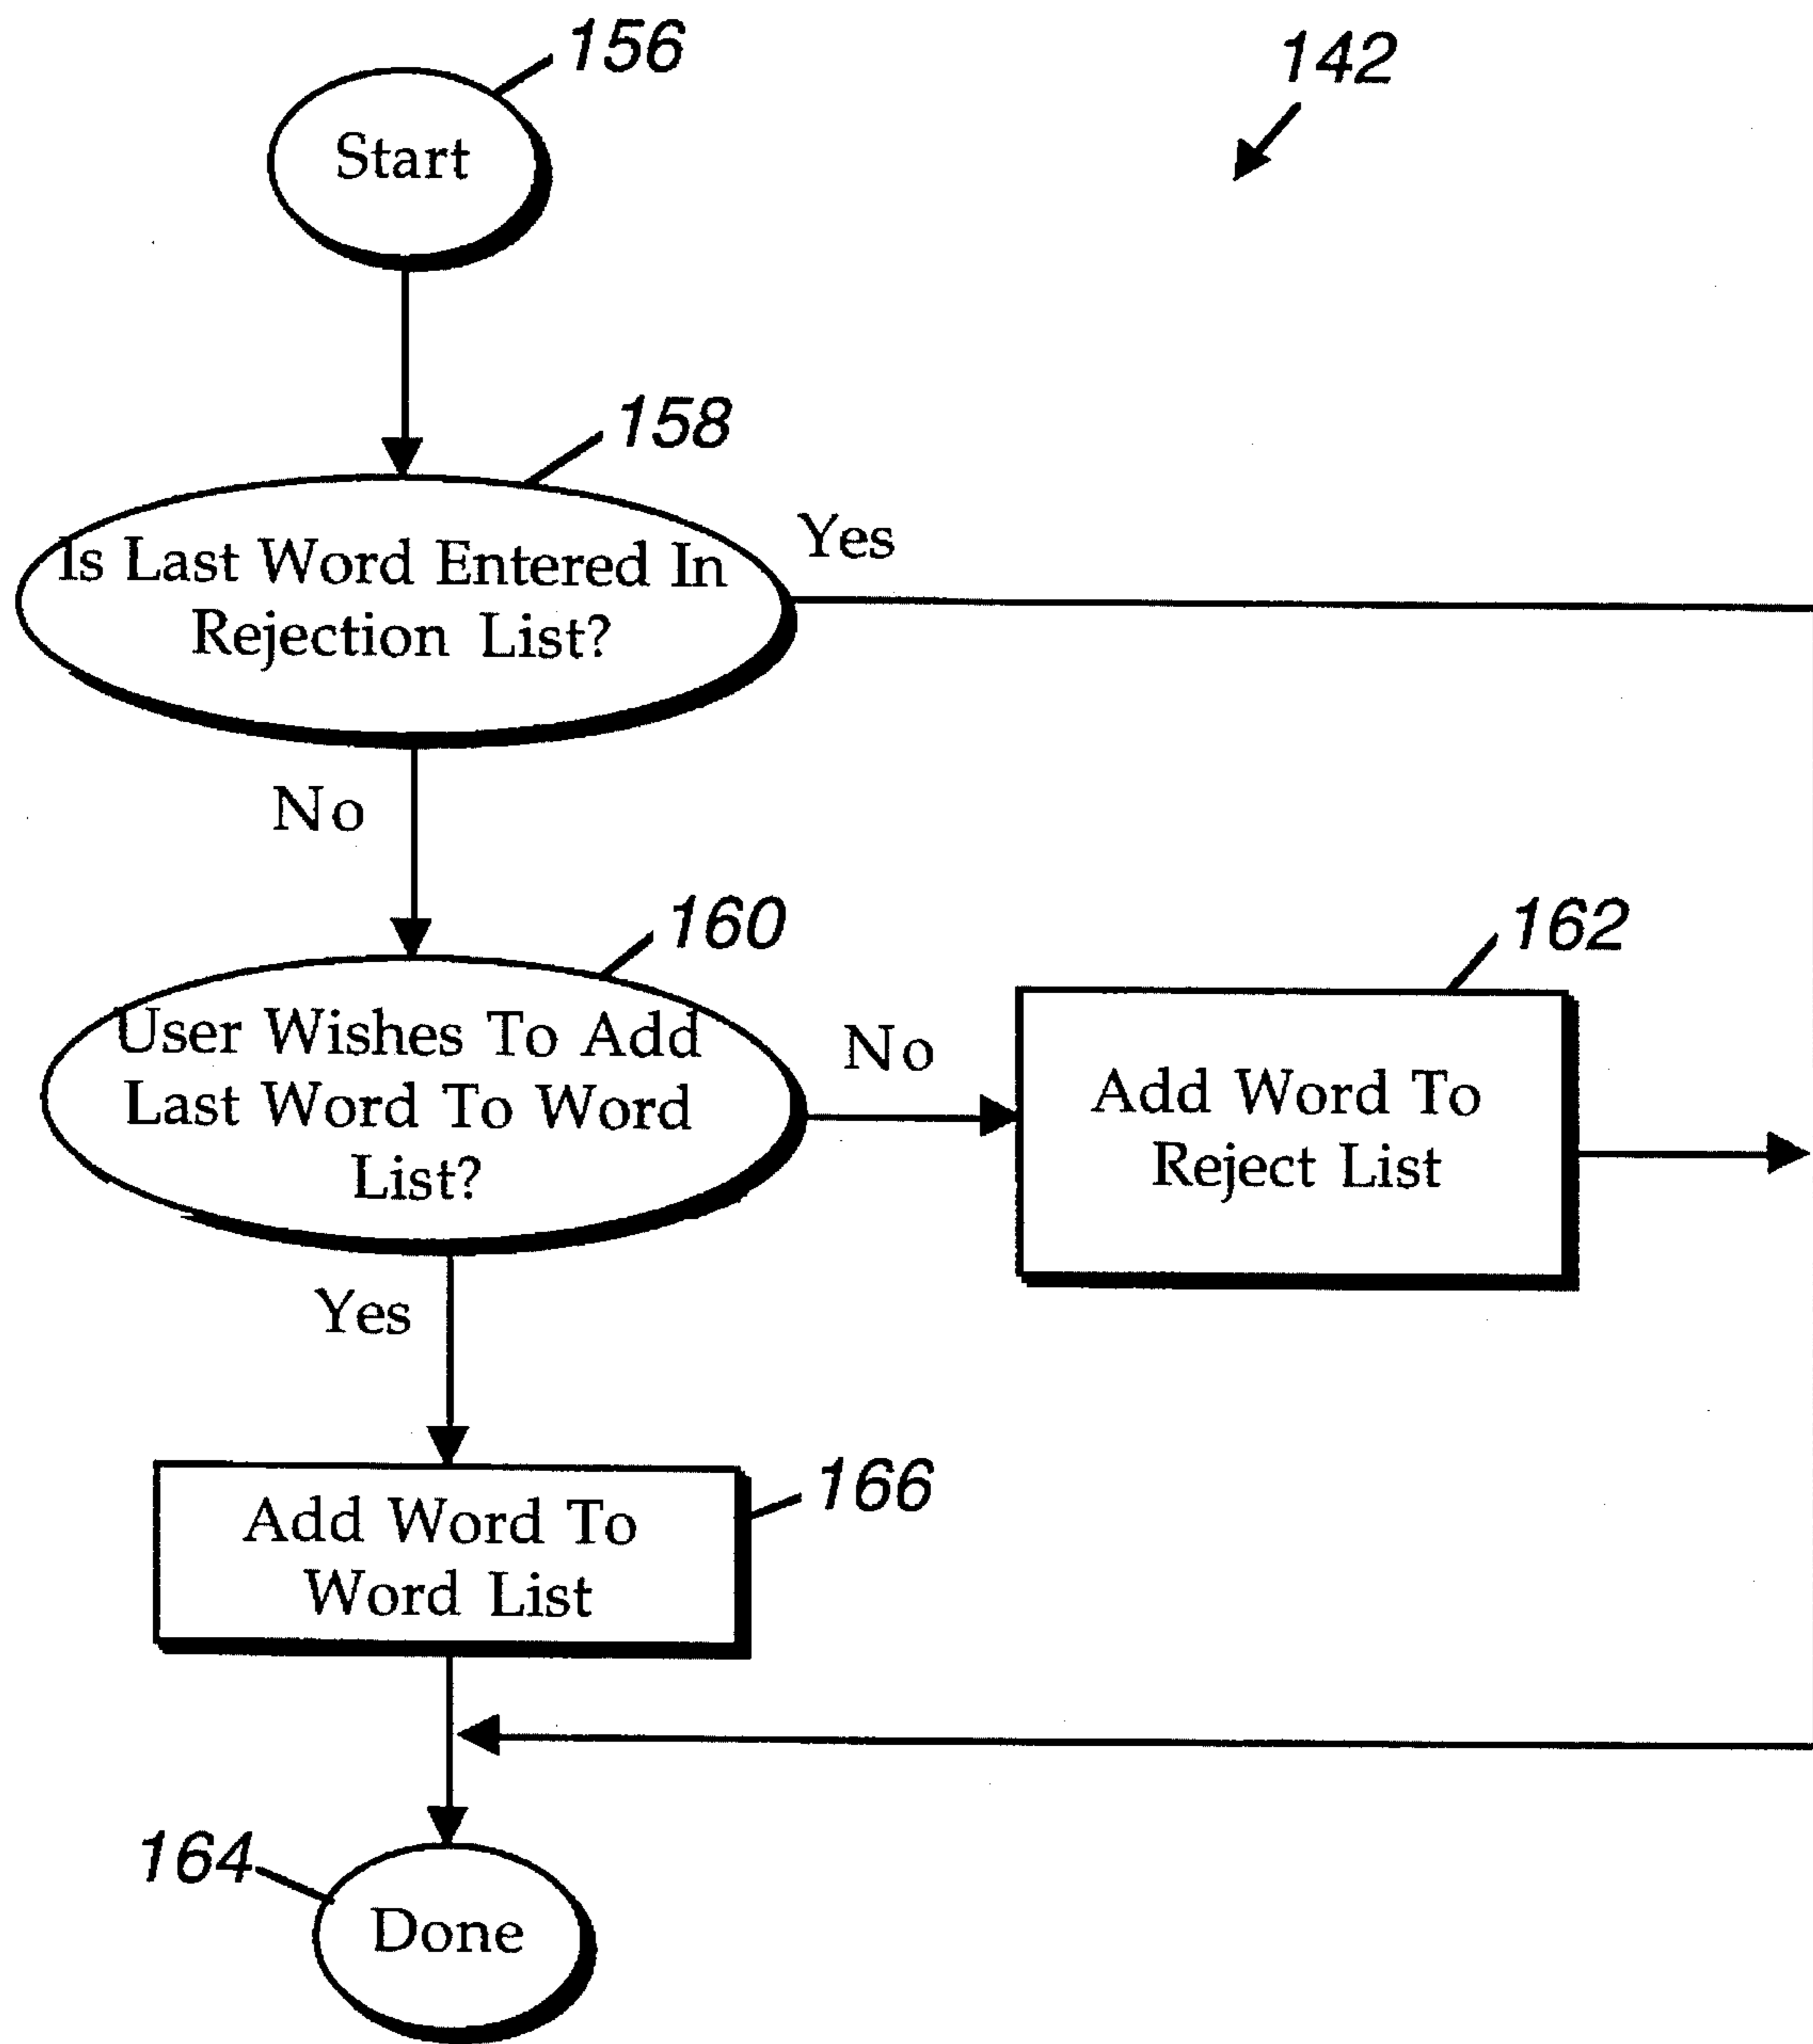 156
142
Start
158
Is Last Word Entered In
Rejection List?
Yes
No
160
User Wishes To Add
Last Word To Word
List?
No
162
Add Word To
Reject List
Yes
166
Add Word To
Word List
164
Done